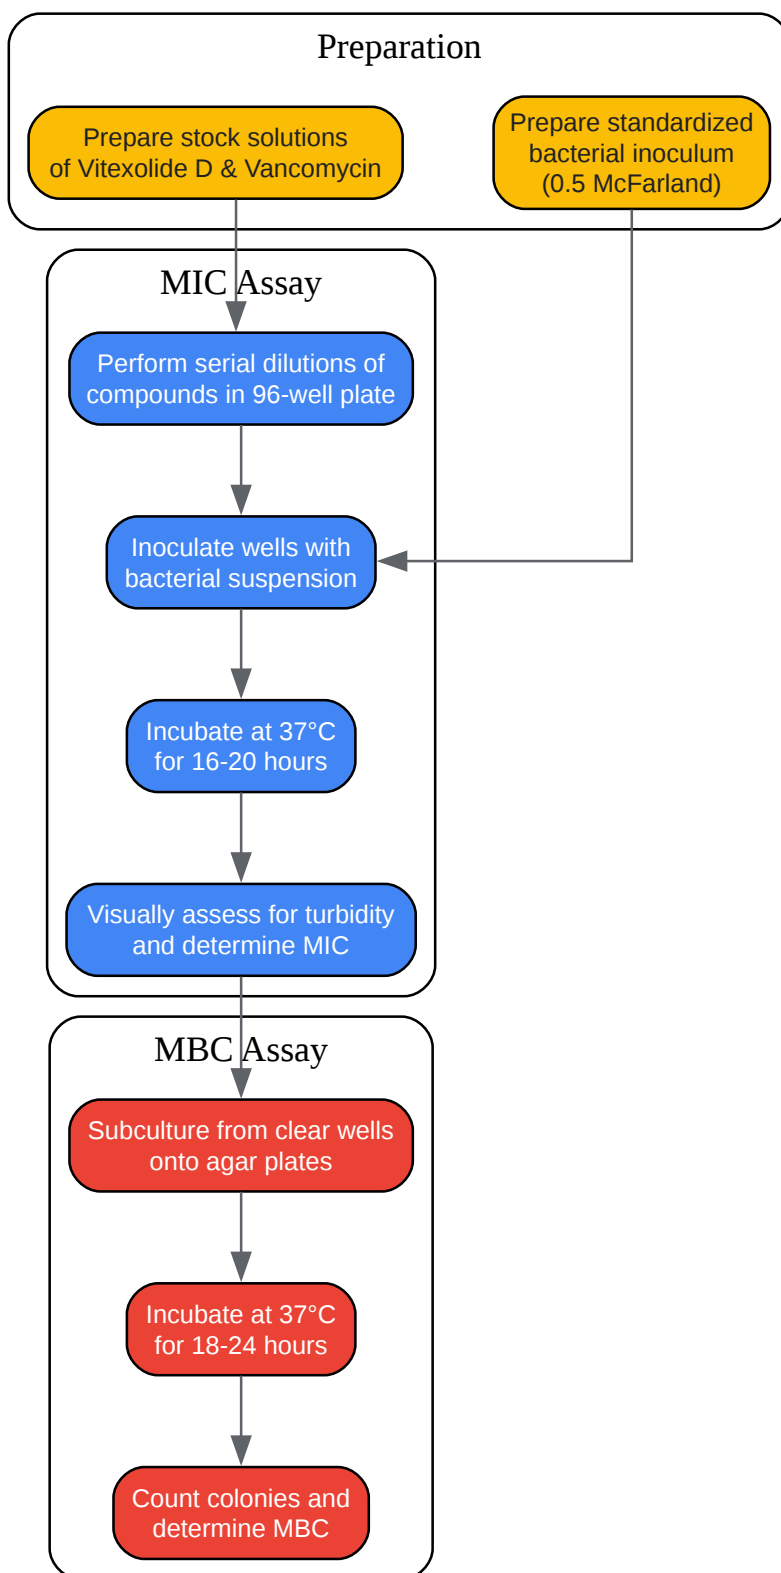 Preparation
Prepare stock solutions
of Vitexolide D & Vancomycin
Prepare standardized
bacterial inoculum
(0.5 McFarland)
MIC Assay
Perform serial dilutions of
compounds in 96-well plate
Inoculate wells with
bacterial suspension
Incubate at 37°C
for 16-20 hours
Visually assess for turbidity
and determine MIC
MBC Assay
Subculture from clear wells
onto agar plates
Incubate at 37°C
for 18-24 hours
Count colonies and
determine MBC